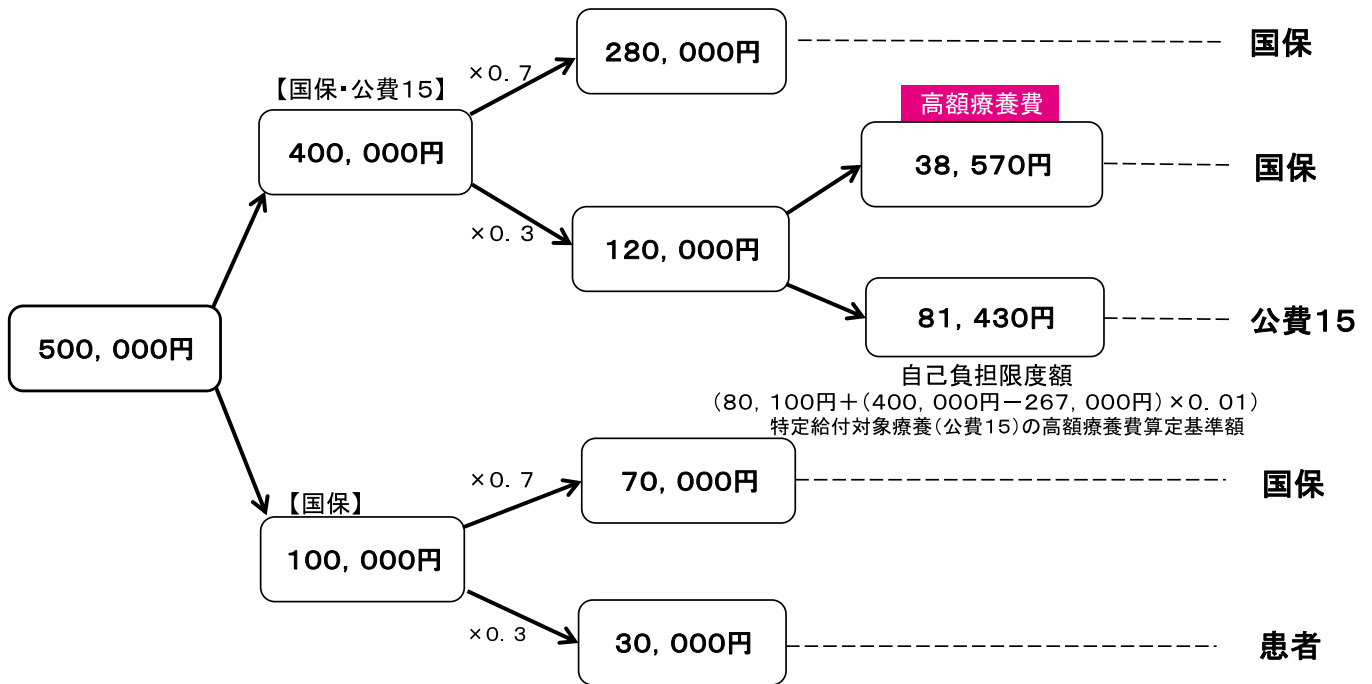 280，000円
国保
×0．7
【国保・公費15】
高額療養費
400，000円
38，570円
国保
×0．3
120，000円
81，430円
公費15
500，000円
自己負担限度額
（80，100円＋（400，000円－267，000円）×0．01）
特定給付対象療養（公費15）の高額療養費算定基準額
×0．7
70，000円
国保
【国保】
100，000円
×0．3
30，000円
患者